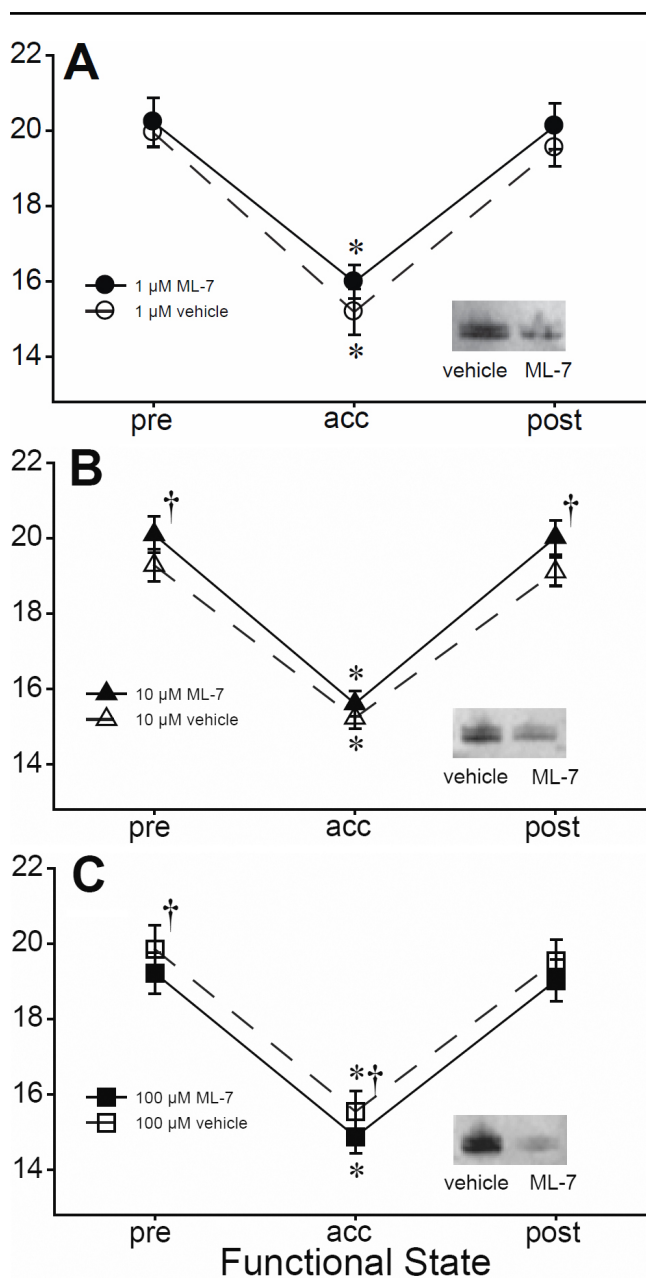 A
22
20
18
16
14
*
*
1 µM ML-7
1 µM vehicle
vehicle ML-7
pre acc post
B
22
20
18
16
14
† †
*
*
10 µM ML-7
10 µM vehicle
vehicle ML-7
pre acc post
C
22
20
18
16
14
†
*†
*
100 µM ML-7
100 µM vehicle
vehicle ML-7
pre acc post
Functional State